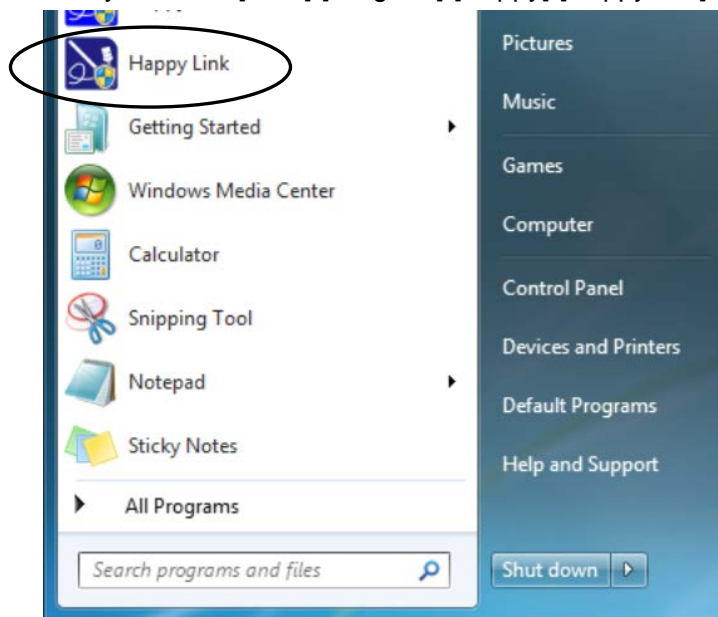 Happy Link
Getting Started
Windows Media Center
Calculator
Snipping Tool
Notepad
Sticky Notes
All Programs
Search programs and files
Pictures
Music
Games
Computer
Control Panel
Devices and Printers
Default Programs
Help and Support
Shut down